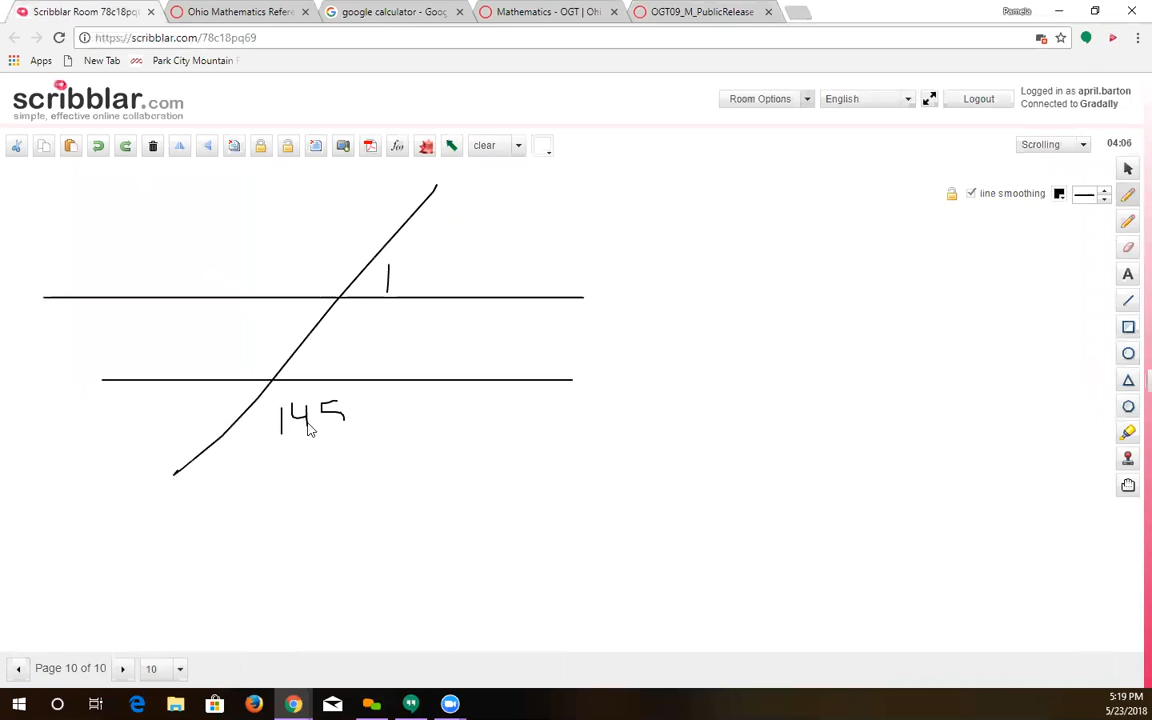 Scribblar Room 78c18pq
Ohio Mathematics Refere
google calculator - Goog
Mathematics - OGT | Ohi
OGT09_M_PublicRelease
Pamela
https://scribblar.com/78c18pq69
Apps
New Tab
Park City Mountain
scribblar.com
simple, effective online collaboration
Room Options
English
Logout
Logged in as april.barton
Connected to Gradally
clear
Scrolling
04:06
line smoothing
1
145
Page 10 of 10
10
5:19 PM
5/23/2018